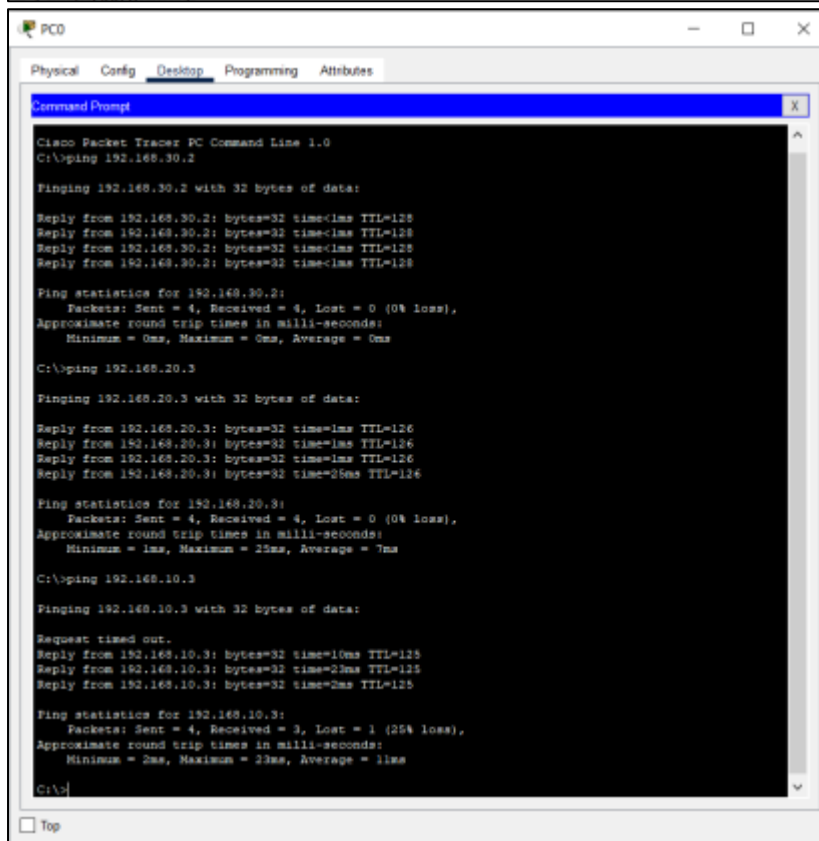 PC0
Physical Config Desktop Programming Attributes
Command Prompt
X
Cisco Packet Tracer PC Command Line 1.0
C:\>ping 192.168.30.2
Pinging 192.168.30.2 with 32 bytes of data:
Reply from 192.168.30.2: bytes=32 time<1ms TTL=128
Reply from 192.168.30.2: bytes=32 time<1ms TTL=128
Reply from 192.168.30.2: bytes=32 time<1ms TTL=128
Reply from 192.168.30.2: bytes=32 time<1ms TTL=128
Ping statistics for 192.168.30.2:
Packets: Sent = 4, Received = 4, Lost = 0 (0% loss),
Approximate round trip times in milli-seconds:
Minimum = 0ms, Maximum = 0ms, Average = 0ms
C:\>ping 192.168.20.3
Pinging 192.168.20.3 with 32 bytes of data:
Reply from 192.168.20.3: bytes=32 time=1ms TTL=126
Reply from 192.168.20.3: bytes=32 time=1ms TTL=126
Reply from 192.168.20.3: bytes=32 time=1ms TTL=126
Reply from 192.168.20.3: bytes=32 time=25ms TTL=126
Ping statistics for 192.168.20.3:
Packets: Sent = 4, Received = 4, Lost = 0 (0% loss),
Approximate round trip times in milli-seconds:
Minimum = 1ms, Maximum = 25ms, Average = 7ms
C:\>ping 192.168.10.3
Pinging 192.168.10.3 with 32 bytes of data:
Request timed out.
Reply from 192.168.10.3: bytes=32 time=10ms TTL=125
Reply from 192.168.10.3: bytes=32 time=23ms TTL=125
Reply from 192.168.10.3: bytes=32 time=2ms TTL=125
Ping statistics for 192.168.10.3:
Packets: Sent = 4, Received = 3, Lost = 1 (25% loss),
Approximate round trip times in milli-seconds:
Minimum = 2ms, Maximum = 23ms, Average = 11ms
C:\>
Top